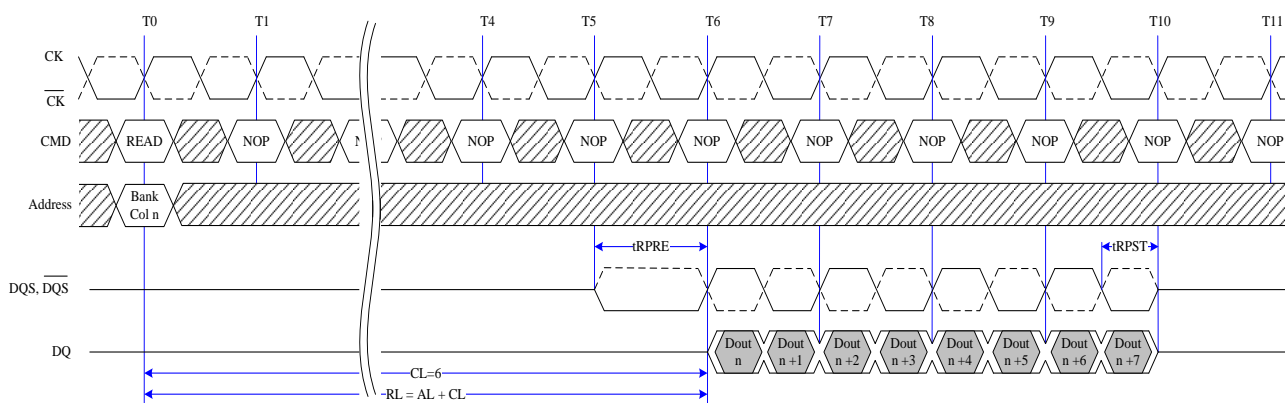 T0 T1 T4 T5 T6 T7 T8 T9 T10 T11
CK
CK
CMD READ NOP NOP NOP NOP NOP NOP NOP NOP NOP
Address Bank
Col n
tRPRE tRPST
DQS, DQS
DQ Dout Dout Dout Dout Dout Dout Dout Dout
n n +1 n +2 n +3 n +4 n +5 n +6 n +7
CL=6
RL = AL + CL